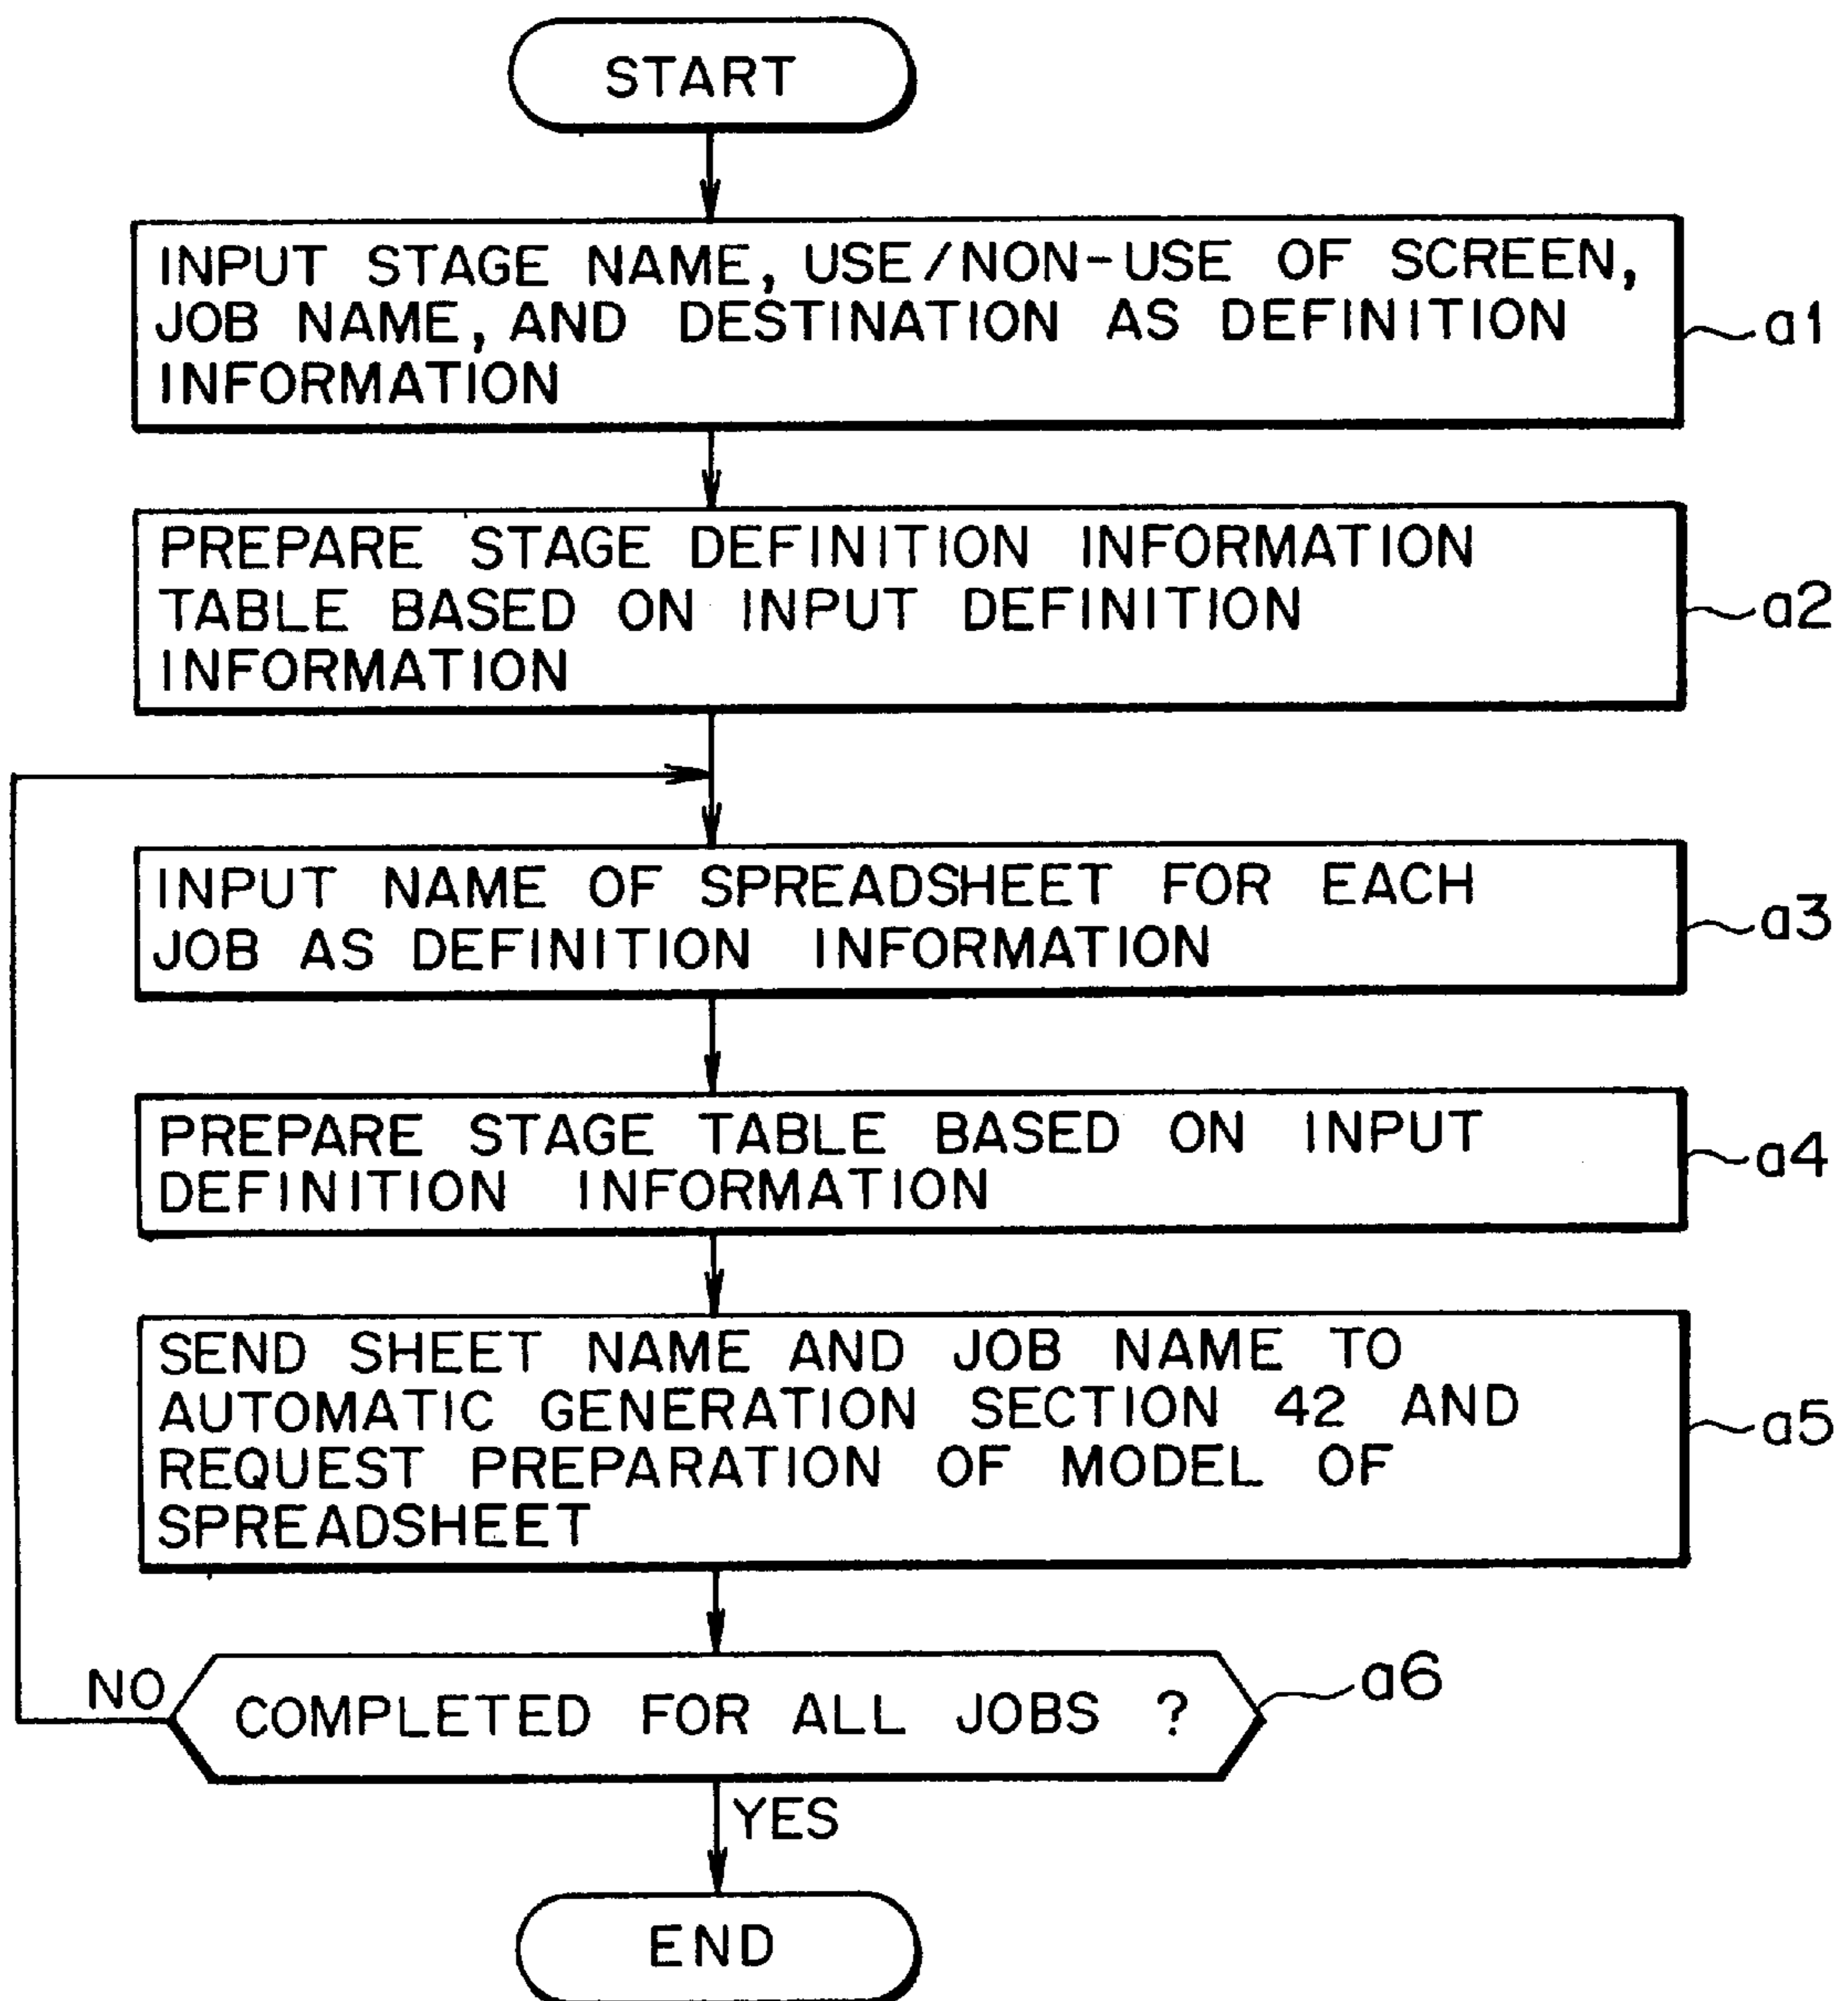 START
INPUT STAGE NAME, USE/NON-USE OF SCREEN,
JOB NAME, AND DESTINATION AS DEFINITION
INFORMATION
a1
PREPARE STAGE DEFINITION INFORMATION
TABLE BASED ON INPUT DEFINITION
INFORMATION
a2
INPUT NAME OF SPREADSHEET FOR EACH
JOB AS DEFINITION INFORMATION
a3
PREPARE STAGE TABLE BASED ON INPUT
DEFINITION INFORMATION
a4
SEND SHEET NAME AND JOB NAME TO
AUTOMATIC GENERATION SECTION 42 AND
REQUEST PREPARATION OF MODEL OF
SPREADSHEET
a5
NO
COMPLETED FOR ALL JOBS ?
a6
YES
END